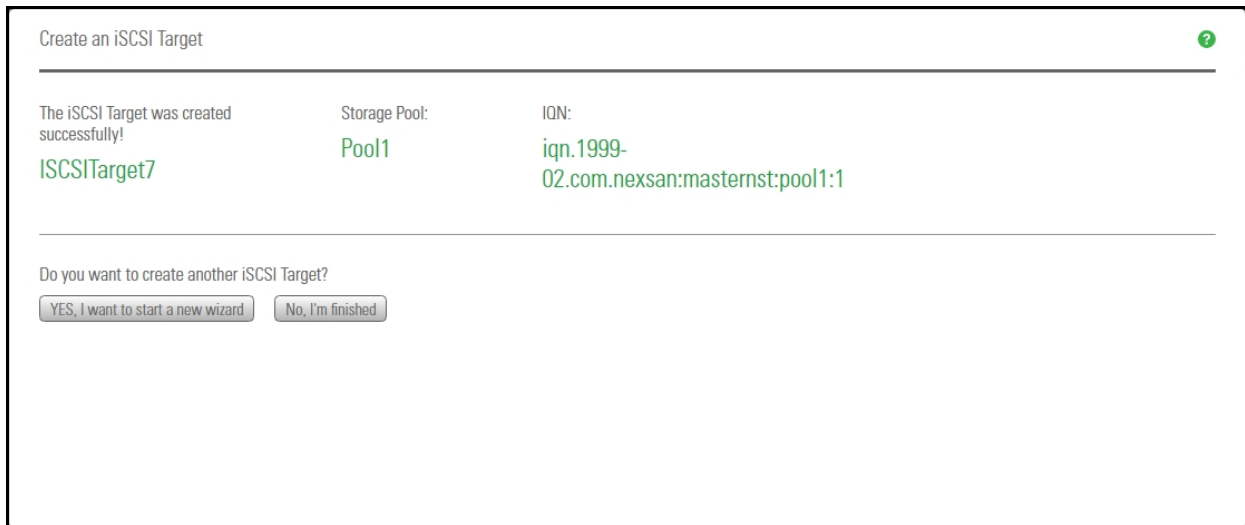 Create an iSCSI Target
?
The iSCSI Target was created
successfully!
ISCSITarget7
Storage Pool:
Pool1
IQN:
iqn.1999-
02.com.nexsan:masternst:pool1:1
Do you want to create another iSCSI Target?
YES, I want to start a new wizard
No, I'm finished